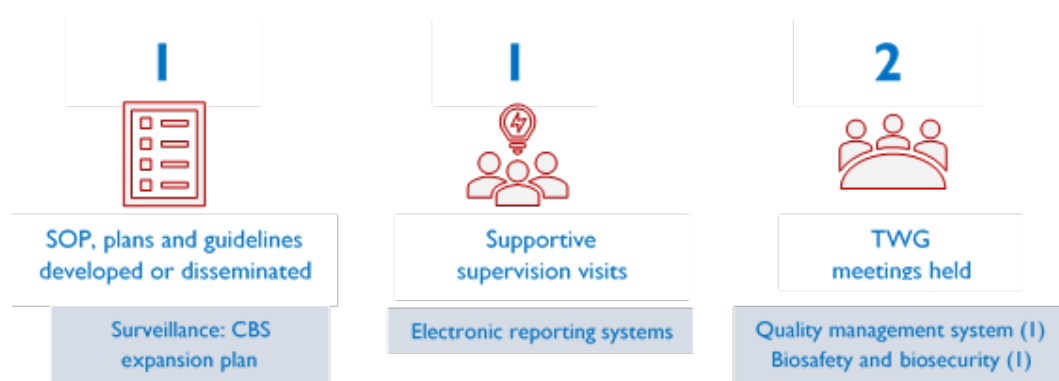 1
SOP, plans and guidelines
developed or disseminated
Surveillance: CBS
expansion plan
1
Supportive
supervision visits
Electronic reporting systems
2
TWG
meetings held
Quality management system (1)
Biosafety and biosecurity (1)